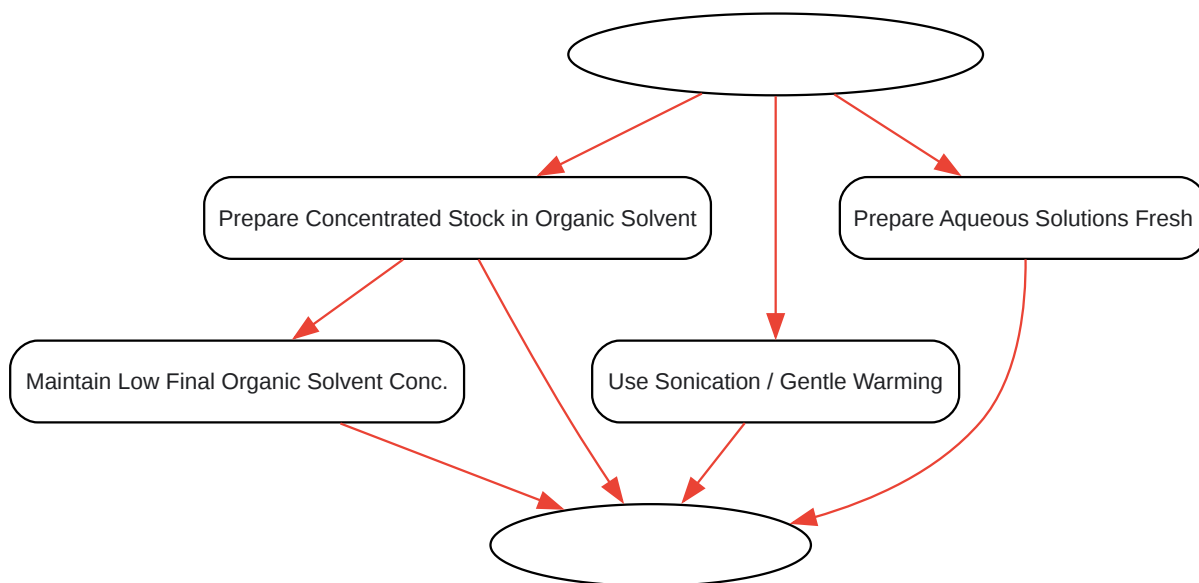 Prepare Concentrated Stock in Organic Solvent
Prepare Aqueous Solutions Fresh
Maintain Low Final Organic Solvent Conc.
Use Sonication / Gentle Warming